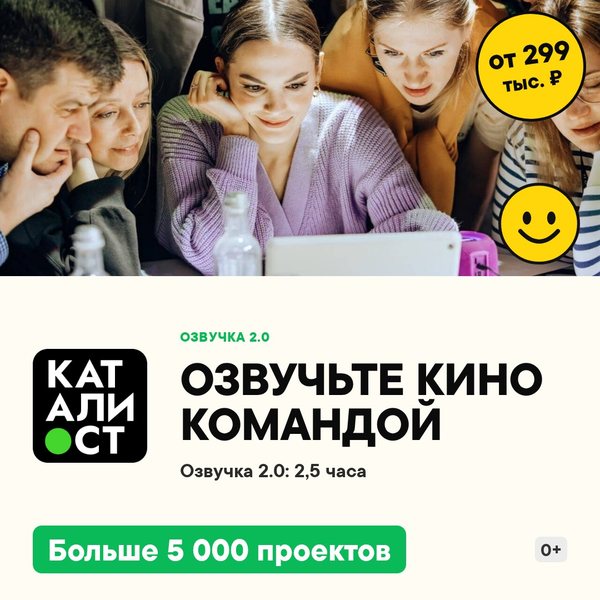 от 299
тыс. ₽
ОЗВУЧКА 2.0
КАТ
АЛИ
ОСТ
ОЗВУЧЬТЕ КИНО
КОМАНДОЙ
Озвучка 2.0: 2,5 часа
Больше 5 000 проектов
0+